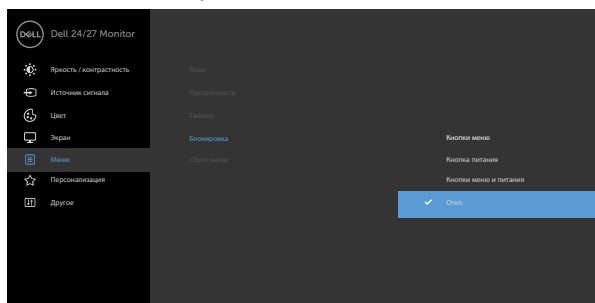 DELL Dell 24/27 Monitor
Яркость / контрастность
Язык
Источник сигнала
Прозрачность
Цвет
Таймер
Экран
Блокировка
Кнопки меню
Меню
Сброс меню
Кнопка питания
Персонализация
Кнопки меню и питания
Другое
Откл.